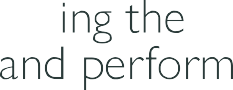 ing the
and perform